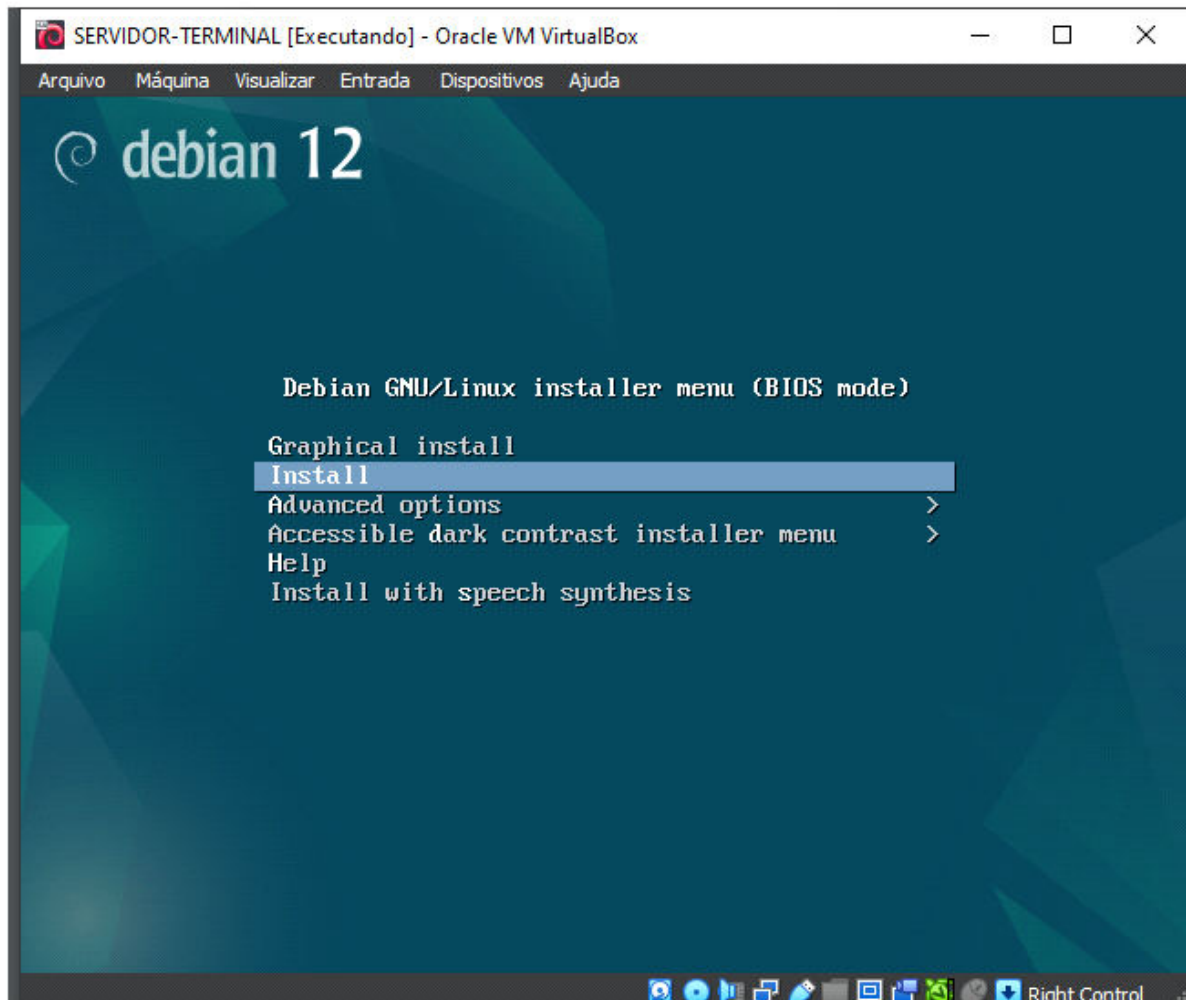 SERVIDOR-TERMINAL [Executando] - Oracle VM VirtualBox
Arquivo Máquina Visualizar Entrada Dispositivos Ajuda
debian 12
Debian GNU/Linux installer menu (BIOS mode)
Graphical install
Install
Advanced options >
Accessible dark contrast installer menu >
Help
Install with speech synthesis
Right Control